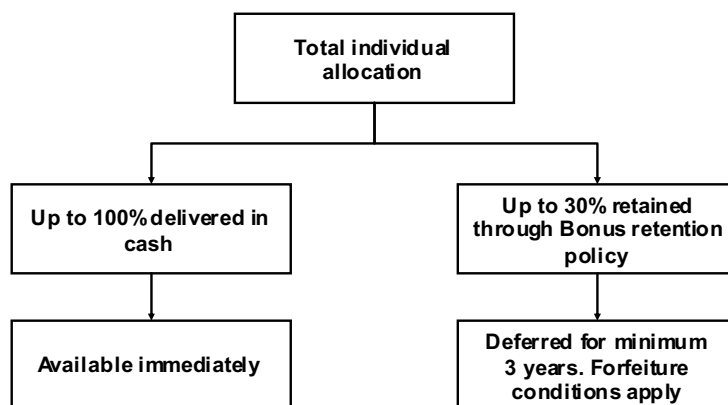 Total individual
allocation
Up to 100% delivered in
cash
Up to 30% retained
through Bonus retention
policy
Available immediately
Deferred for minimum
3 years. Forfeiture
conditions apply